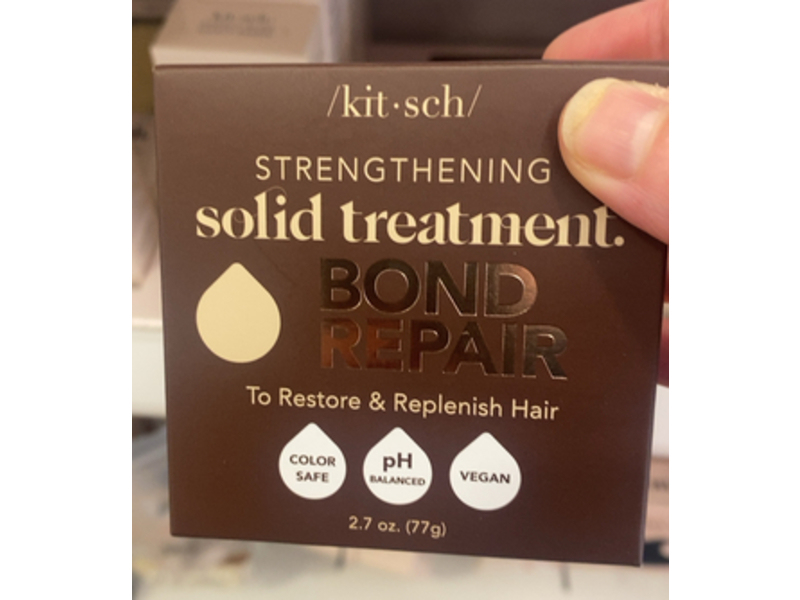 /kit·sch/
STRENGTHENING
solid treatment.
BOND
REPAIR
To Restore & Replenish Hair
COLOR
SAFE
pH
BALANCED
VEGAN
2.7 oz. (77g)